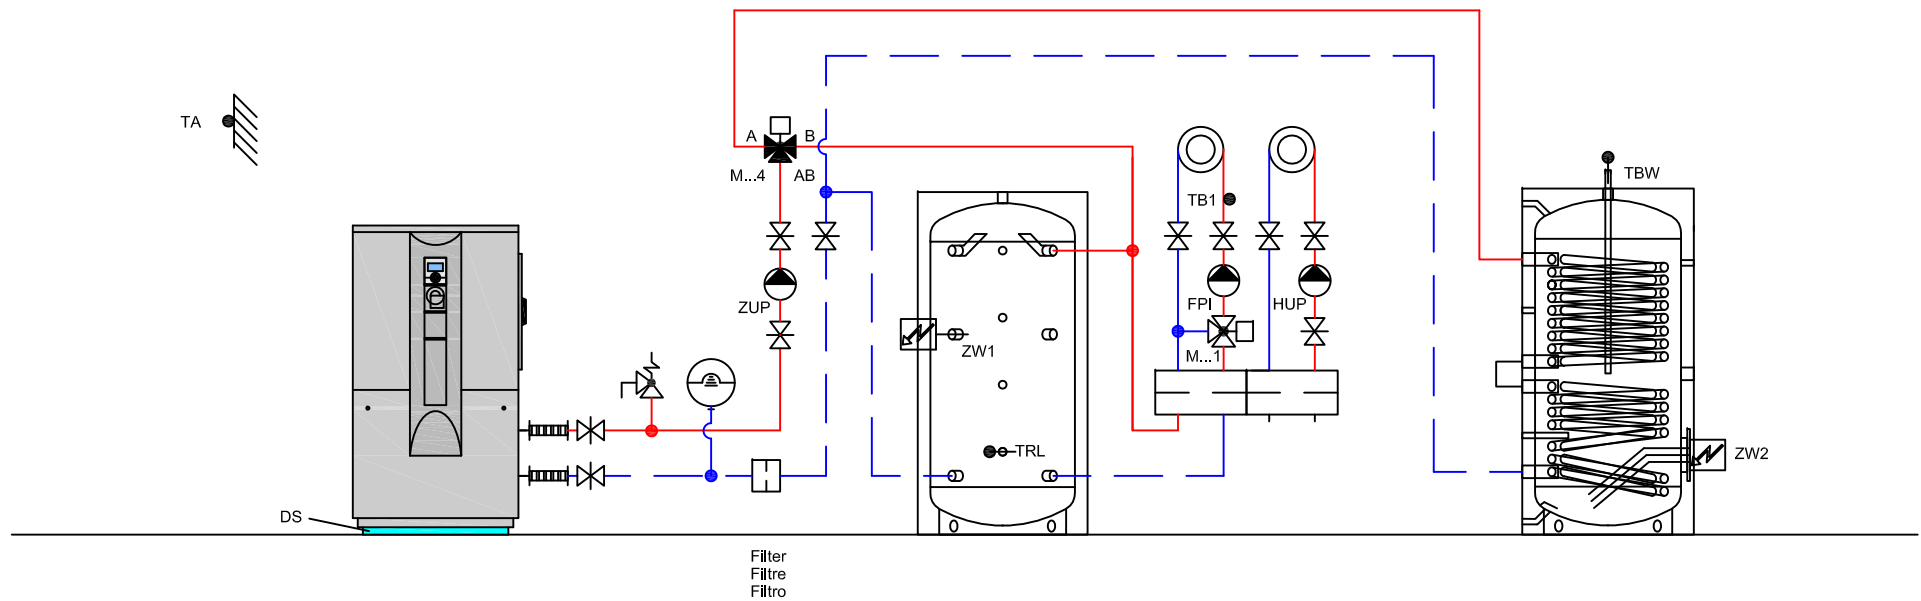 TA
A
B
M...4
AB
TBW
TB1
ZUP
FPI
HUP
ZW1
M...1
TRL
ZW2
DS
Filter
Filtre
Filtro